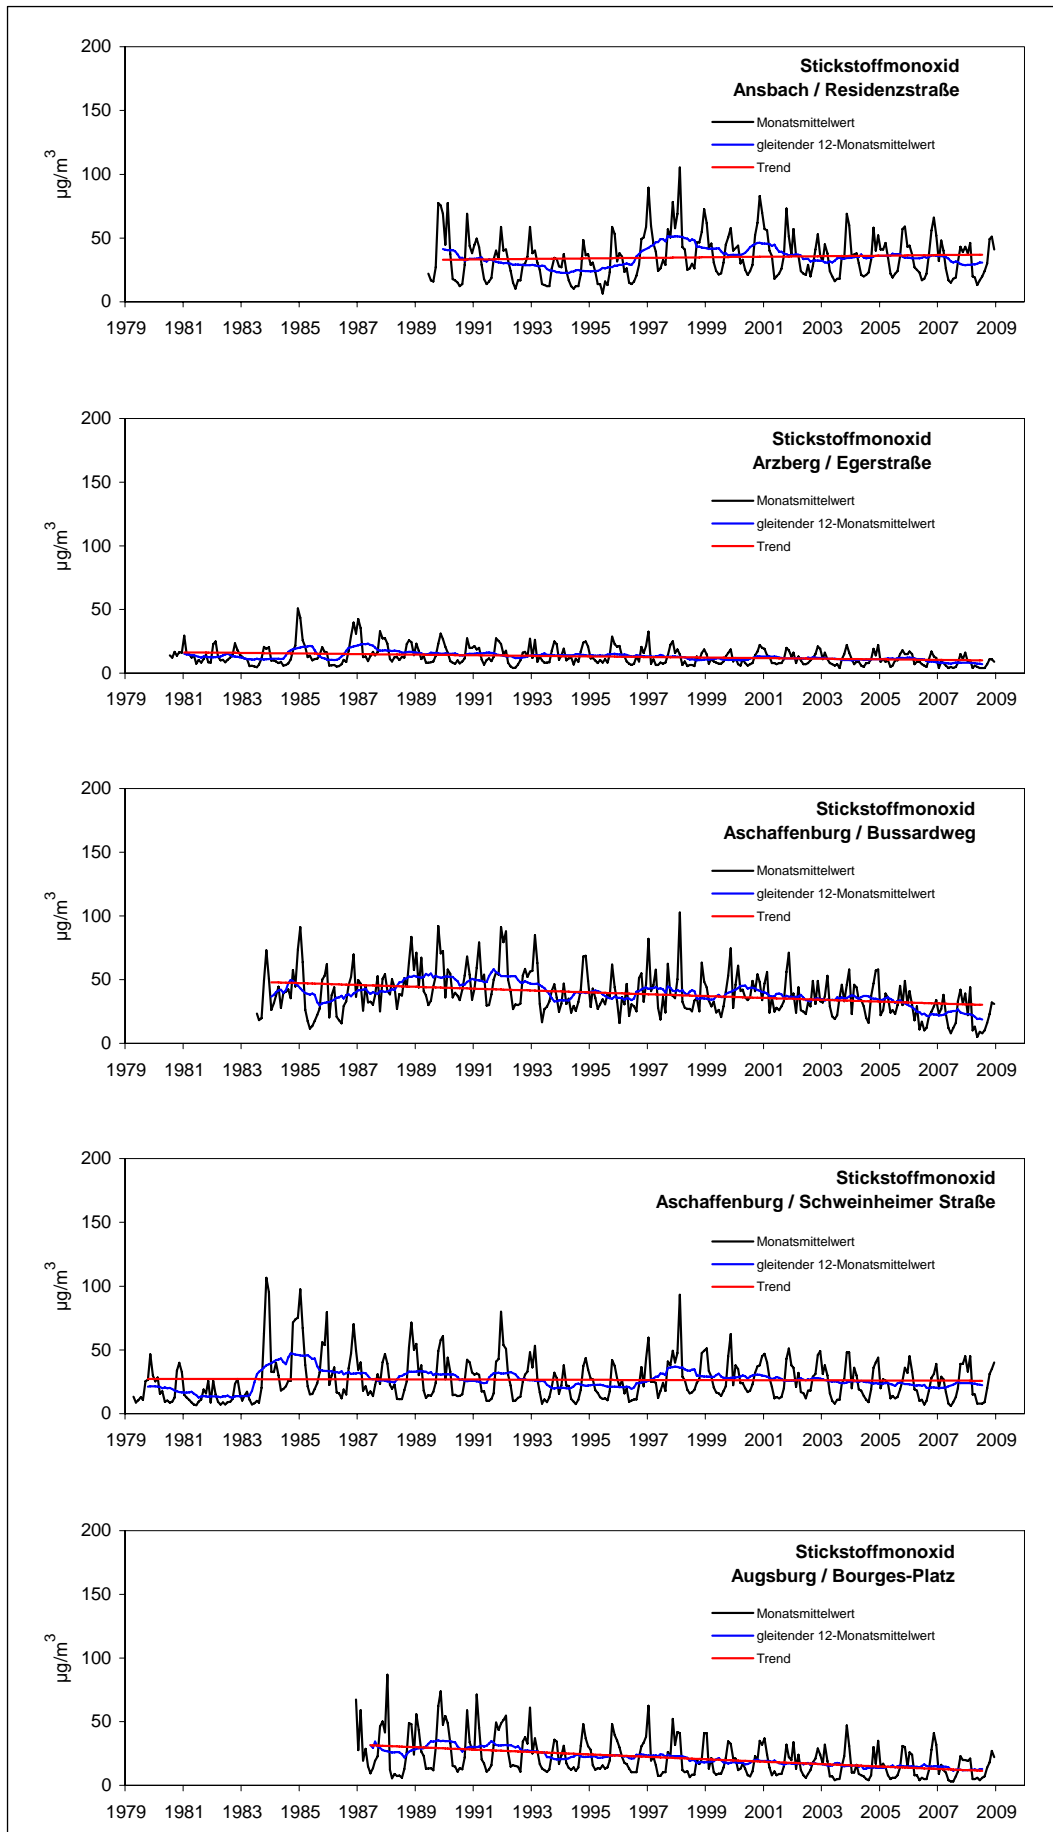 Stickstoffmonoxid
Ansbach / Residenzstraße
Monatsmittelwert
gleitender 12-Monatsmittelwert
Trend
µg/m³
200
150
100
50
0
1979 1981 1983 1985 1987 1989 1991 1993 1995 1997 1999 2001 2003 2005 2007 2009
Stickstoffmonoxid
Arzberg / Egerstraße
Monatsmittelwert
gleitender 12-Monatsmittelwert
Trend
µg/m³
200
150
100
50
0
1979 1981 1983 1985 1987 1989 1991 1993 1995 1997 1999 2001 2003 2005 2007 2009
Stickstoffmonoxid
Aschaffenburg / Bussardweg
Monatsmittelwert
gleitender 12-Monatsmittelwert
Trend
µg/m³
200
150
100
50
0
1979 1981 1983 1985 1987 1989 1991 1993 1995 1997 1999 2001 2003 2005 2007 2009
Stickstoffmonoxid
Aschaffenburg / Schweinheimer Straße
Monatsmittelwert
gleitender 12-Monatsmittelwert
Trend
µg/m³
200
150
100
50
0
1979 1981 1983 1985 1987 1989 1991 1993 1995 1997 1999 2001 2003 2005 2007 2009
Stickstoffmonoxid
Augsburg / Bourges-Platz
Monatsmittelwert
gleitender 12-Monatsmittelwert
Trend
µg/m³
200
150
100
50
0
1979 1981 1983 1985 1987 1989 1991 1993 1995 1997 1999 2001 2003 2005 2007 2009